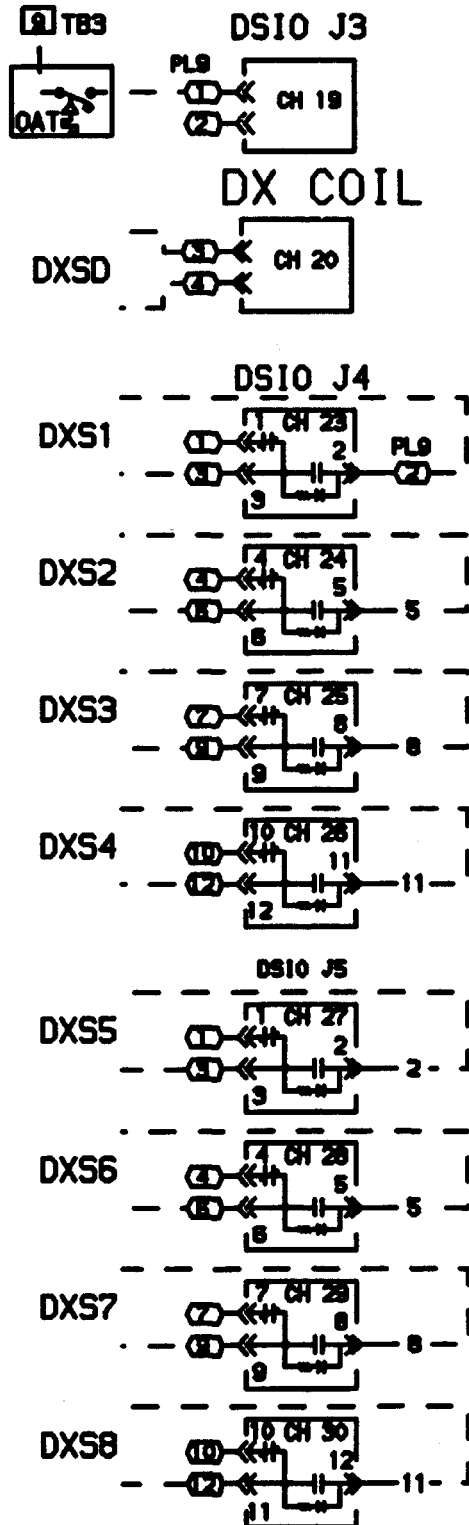 9 TB3
DSIO J3
PL9
OAT
1
CH 19
2
DX COIL
DXSD
3
CH 20
4
DSIO J4
DXS1
1 1 CH 23
2 PL9
3 2
3
DXS2
4 4 CH 24
5
6 5
6
DXS3
7 7 CH 25
8
9 8
9
DXS4
10 10 CH 26
11
12 11
12
DSIO J5
DXS5
1 1 CH 27
2
3 2
3
DXS6
4 4 CH 28
5
6 5
6
DXS7
7 7 CH 29
8
9 8
9
DXS8
10 10 CH 30
12
12 11
11